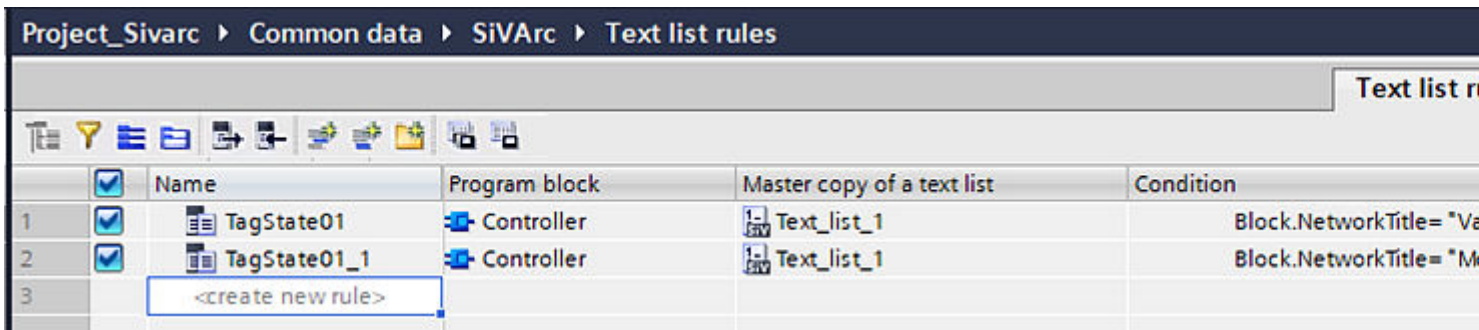 Project_Sivarc Common data SiVArc Text list rules
Text list
Name Program block Master copy of a text list Condition
1 TagState01 Controller Text_list_1 Block.NetworkTitle= "Va
2 TagState01_1 Controller Text_list_1 Block.NetworkTitle= "Mo
3 <create new rule>